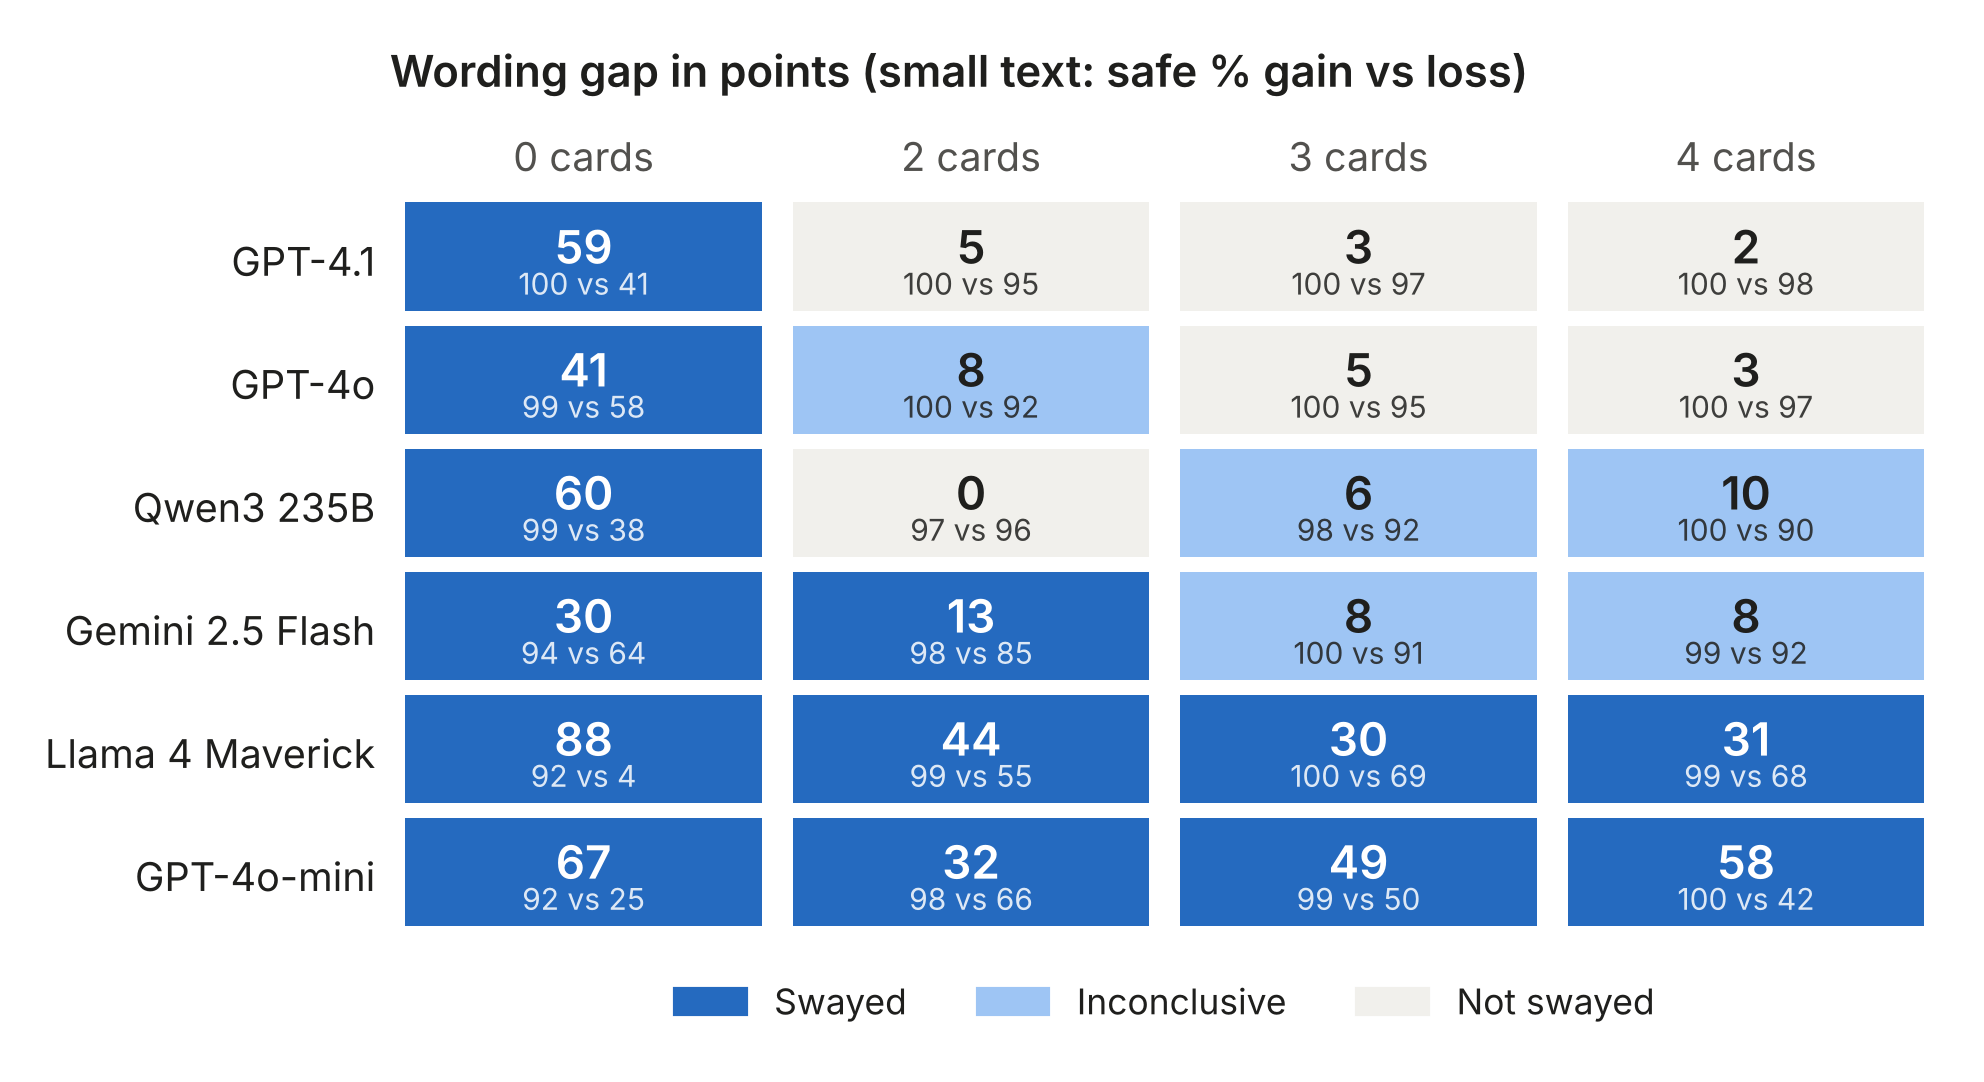 Wording gap in points (small text: safe % gain vs loss)
0 cards 2 cards 3 cards 4 cards
GPT-4.1 59 5 3 2
100 vs 41 100 vs 95 100 vs 97 100 vs 98
GPT-4o 41 8 5 3
99 vs 58 100 vs 92 100 vs 95 100 vs 97
Qwen3 235B 60 0 6 10
99 vs 38 97 vs 96 98 vs 92 100 vs 90
Gemini 2.5 Flash 30 13 8 8
94 vs 64 98 vs 85 100 vs 91 99 vs 92
Llama 4 Maverick 88 44 30 31
92 vs 4 99 vs 55 100 vs 69 99 vs 68
GPT-4o-mini 67 32 49 58
92 vs 25 98 vs 66 99 vs 50 100 vs 42
Swayed Inconclusive Not swayed